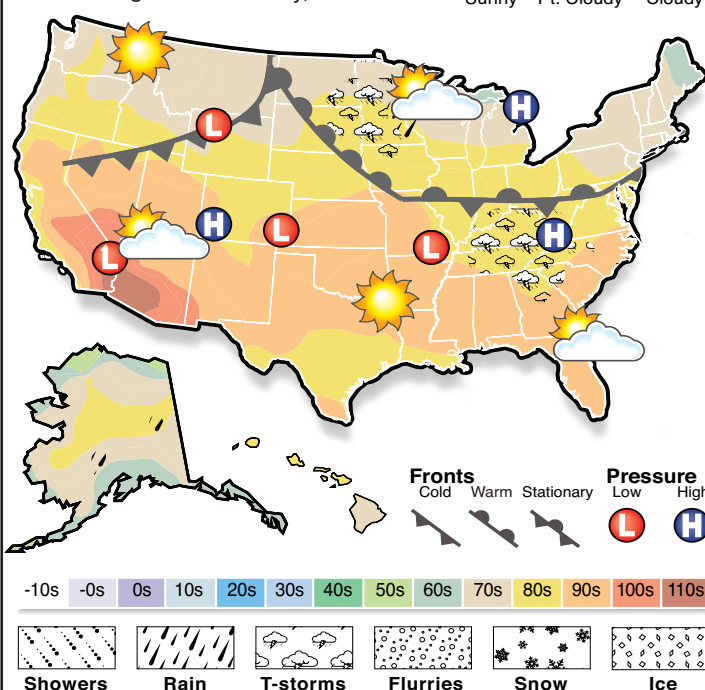 Sunny Pt. Cloudy Cloudy
L
H
H
L
L
L
H
Fronts
Cold Warm Stationary
Pressure
Low High
L H
-10s -0s 0s 10s 20s 30s 40s 50s 60s 70s 80s 90s 100s 110s
Showers Rain T-storms Flurries Snow Ice